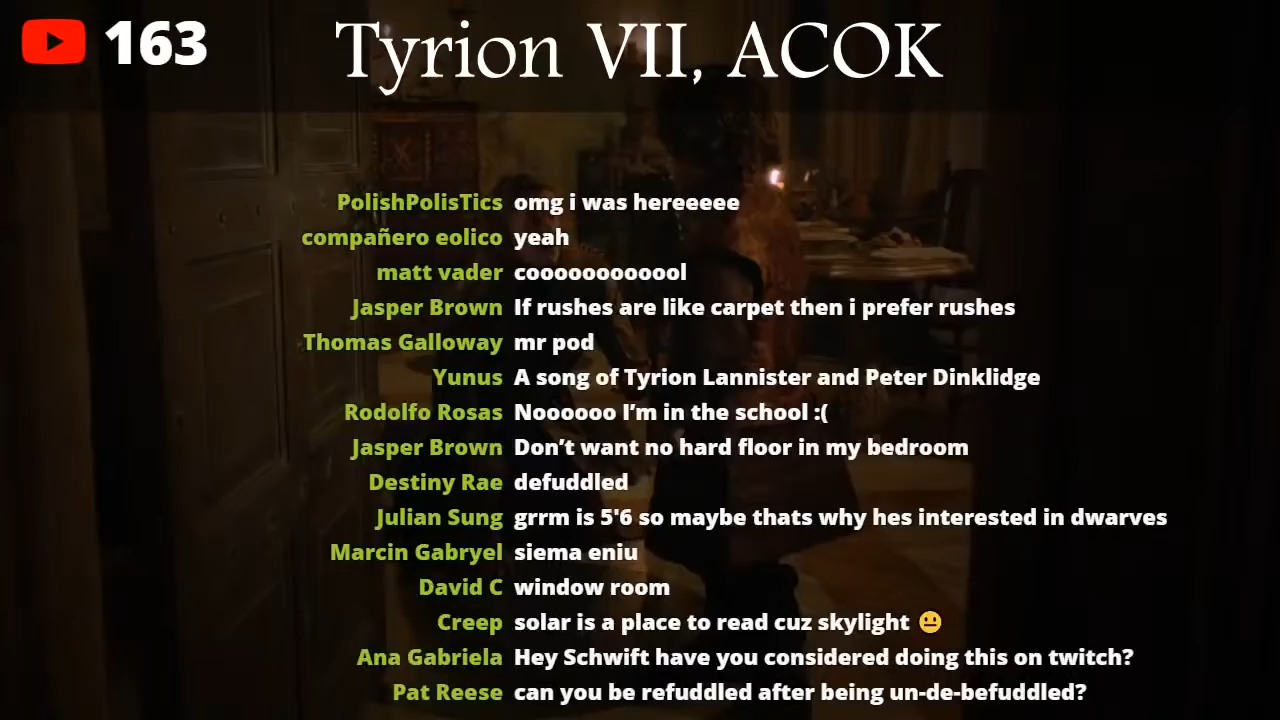 163
Tyrion VII, ACOK
PolishPolisTics omg i was hereeeee
compañero eolico yeah
matt vader cooooooooooool
Jasper Brown If rushes are like carpet then i prefer rushes
Thomas Galloway mr pod
Yunus A song of Tyrion Lannister and Peter Dinklidge
Rodolfo Rosas Noooooo I’m in the school :(
Jasper Brown Don’t want no hard floor in my bedroom
Destiny Rae defuddled
Julian Sung grrm is 5'6 so maybe thats why hes interested in dwarves
Marcin Gabryel siema eniu
David C window room
Creep solar is a place to read cuz skylight 😐
Ana Gabriela Hey Schwift have you considered doing this on twitch?
Pat Reese can you be refuddled after being un-de-befuddled?